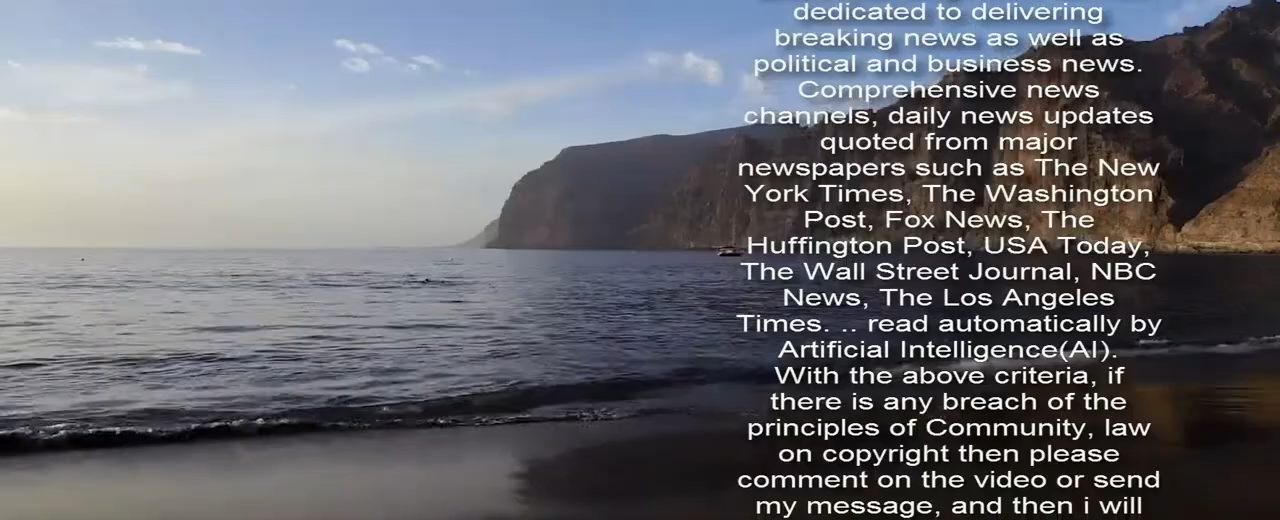 dedicated to delivering
breaking news as well as
political and business news.
Comprehensive news
channels; daily news updates
quoted from major
newspapers such as The New
York Times, The Washington
Post, Fox News, The
Huffington Post, USA Today,
The Wall Street Journal, NBC
News, The Los Angeles
Times. .. read automatically by
Artificial Intelligence(AI).
With the above criteria, if
there is any breach of the
principles of Community, law
on copyright then please
comment on the video or send
my message, and then i will